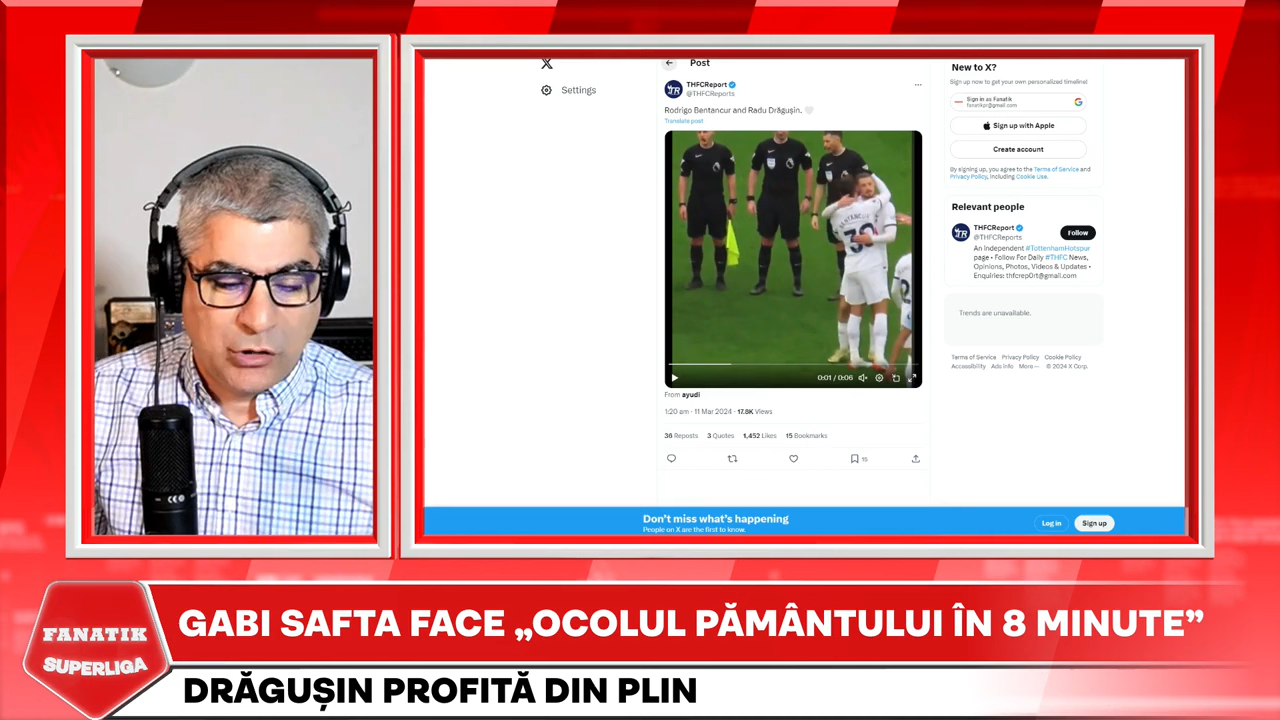 Settings
Post
THFCReport
@THFCReports
Rodrigo Bentancur and Radu Drăgușin.
Translate post
30
0:01 / 0:06
From ayudi
1:20 am · 11 Mar 2024 · 17.8K Views
36 Reposts 3 Quotes 1,452 Likes 15 Bookmarks
15
New to X?
Sign up now to get your own personalized timeline!
Sign in as Fanatik
fanatikpr@gmail.com
Sign up with Apple
Create account
By signing up, you agree to the Terms of Service and
Privacy Policy, including Cookie Use.
Relevant people
THFCReport
@THFCReports
Follow
An Independent #TottenhamHotspur
page • Follow For Daily #THFC News,
Opinions, Photos, Videos & Updates •
Enquiries: thfcrep0rt@gmail.com
Trends are unavailable.
Terms of Service Privacy Policy Cookie Policy
Accessibility Ads info More ··· © 2024 X Corp.
Don't miss what's happening
People on X are the first to know.
Log in
Sign up
FANATIK
SUPERLIGA
GABI SAFTA FACE „OCOLUL PĂMÂNTULUI ÎN 8 MINUTE”
DRĂGUȘIN PROFITĂ DIN PLIN